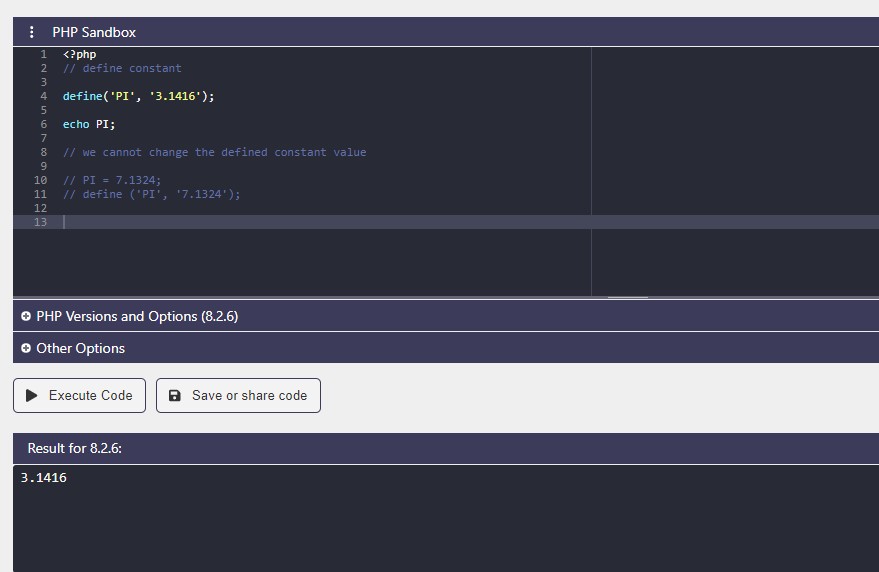 PHP Sandbox
1 <?php
2 // define constant
3
4 define('PI', '3.1416');
5
6 echo PI;
7
8 // we cannot change the defined constant value
9
10 // PI = 7.1324;
11 // define ('PI', '7.1324');
12
13
PHP Versions and Options (8.2.6)
Other Options
Execute Code Save or share code
Result for 8.2.6:
3.1416